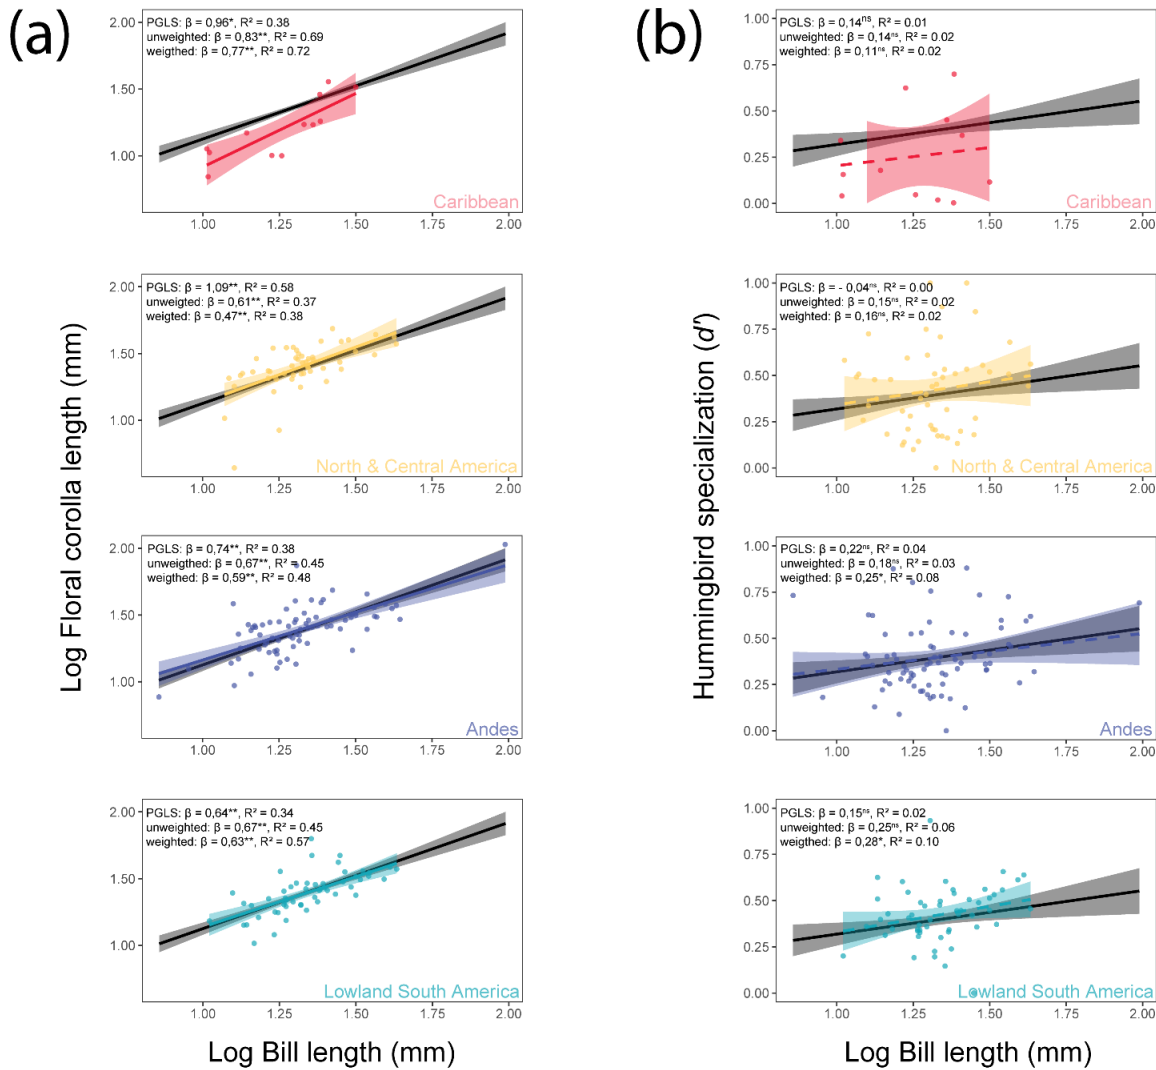 (a)
(b)
Log Floral corolla length (mm)
PGLS: β = 0,96*, R² = 0.38
unweighted: β = 0,83**, R² = 0.69
weigthed: β = 0,77**, R² = 0.72
2.00
1.50
1.00
Caribbean
1.00
1.25
1.50
1.75
2.00
PGLS: β = 1,09**, R² = 0.58
unweigted: β = 0,61**, R² = 0.37
weigted: β = 0,47**, R² = 0.38
2.00
1.50
1.00
North & Central America
1.00
1.25
1.50
1.75
2.00
PGLS: β = 0,74**, R² = 0.38
unweigthed: β = 0,67**, R² = 0.45
weigthed: β = 0,59**, R² = 0.48
2.00
1.50
1.00
Andes
1.00
1.25
1.50
1.75
2.00
PGLS: β = 0,64**, R² = 0.34
unweigthed: β = 0,67**, R² = 0.45
weighted: β = 0,63**, R² = 0.57
2.00
1.50
1.00
Lowland South America
1.00
1.25
1.50
1.75
2.00
Log Bill length (mm)
Hummingbird specialization (d')
PGLS: β = 0,14ⁿˢ, R² = 0.01
unweighted: β = 0,14ⁿˢ, R² = 0.02
weigthed: β = 0,11ⁿˢ, R² = 0.02
1.00
0.75
0.50
0.25
0.00
Caribbean
1.00
1.25
1.50
1.75
2.00
PGLS: β = - 0,04ⁿˢ, R² = 0.00
unweigthed: β = 0,15ⁿˢ, R² = 0.02
weigthed: β = 0,16ⁿˢ, R² = 0.02
1.00
0.75
0.50
0.25
0.00
North & Central America
1.00
1.25
1.50
1.75
2.00
PGLS: β = 0,22ⁿˢ, R² = 0.04
unweigthed: β = 0,18ⁿˢ, R² = 0.03
weigthed: β = 0,25*, R² = 0.08
1.00
0.75
0.50
0.25
0.00
Andes
1.00
1.25
1.50
1.75
2.00
PGLS: β = 0,15ⁿˢ, R² = 0.02
unweigthed: β = 0,25ⁿˢ, R² = 0.06
weigthed: β = 0,28*, R² = 0.10
1.00
0.75
0.50
0.25
0.00
Lowland South America
1.00
1.25
1.50
1.75
2.00
Log Bill length (mm)